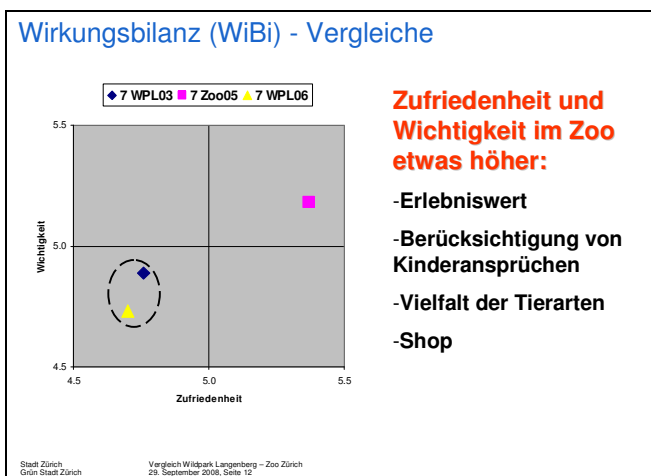 Wirkungsbilanz (WiBi) - Vergleiche
7 WPL03 7 Zoo05 7 WPL06
5.5
5.0
4.5
Wichtigkeit
4.5 5.0 5.5
Zufriedenheit
Zufriedenheit und
Wichtigkeit im Zoo
etwas höher:
-Erlebniswert
-Berücksichtigung von
Kinderansprüchen
-Vielfalt der Tierarten
-Shop
Stadt Zürich
Grün Stadt Zürich
Vergleich Wildpark Langenberg – Zoo Zürich
29. September 2008, Seite 12